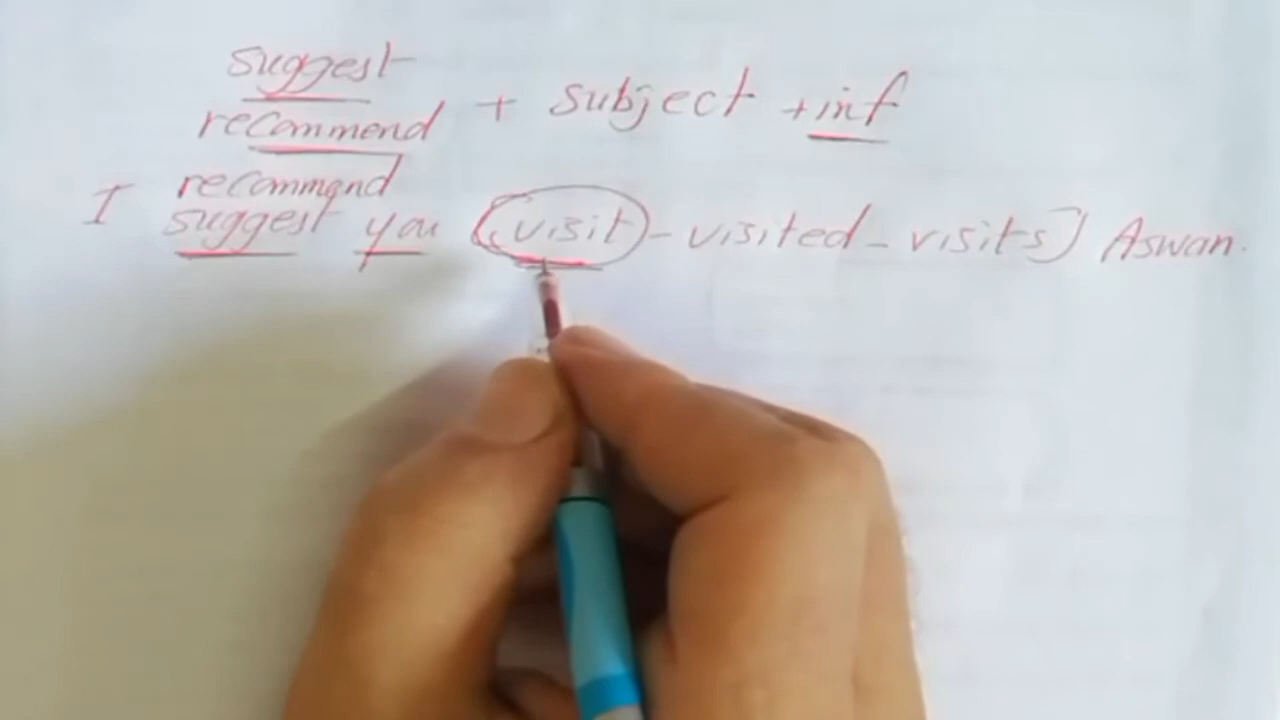 suggest
recommend + subject + inf
recommend
I suggest you (visit - visited - visits) Aswan.